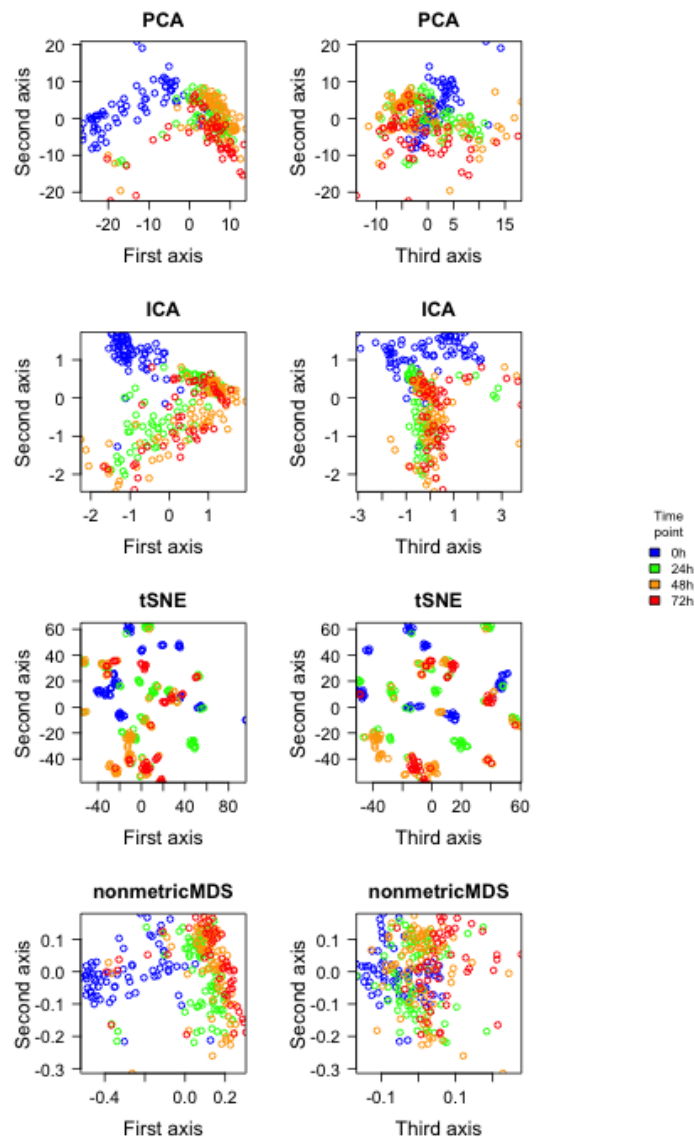 PCA
20
10
0
-10
-20
Second axis
-20
0
10
First axis
PCA
20
10
0
-10
-20
Second axis
-10
0
5
15
Third axis
ICA
1
0
-1
-2
Second axis
-2
-1
0
1
First axis
ICA
1
0
-1
-2
Second axis
-3
-1
1
3
Third axis
Time
point
0h
24h
48h
72h
tSNE
60
40
20
0
-40
Second axis
-40
0
40
80
First axis
tSNE
60
40
20
0
-40
Second axis
-40
0
20
60
Third axis
nonmetricMDS
0.1
0.0
-0.1
-0.2
-0.3
Second axis
-0.4
0.0
0.2
First axis
nonmetricMDS
0.1
0.0
-0.1
-0.2
-0.3
Second axis
-0.1
0.1
Third axis